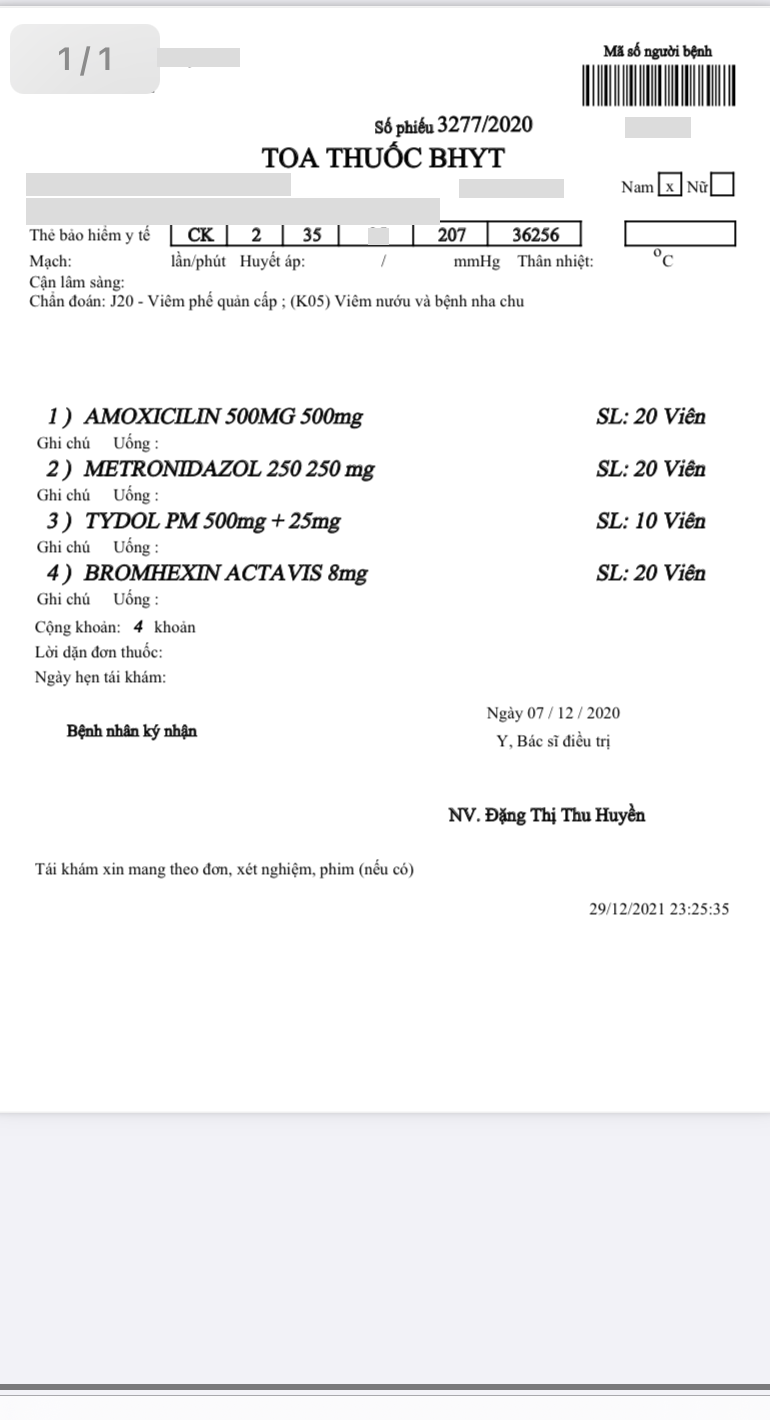 1/1
Mã số người bệnh
Số phiếu 3277/2020
TOA THUỐC BHYT
Nam x Nữ
Thẻ bảo hiểm y tế CK 2 35 207 36256
Mạch: lần/phút Huyết áp: / mmHg Thân nhiệt: °C
Cận lâm sàng:
Chẩn đoán: J20 - Viêm phế quản cấp ; (K05) Viêm nướu và bệnh nha chu
1 ) AMOXICILIN 500MG 500mg SL: 20 Viên
Ghi chú Uống :
2 ) METRONIDAZOL 250 250 mg SL: 20 Viên
Ghi chú Uống :
3 ) TYDOL PM 500mg + 25mg SL: 10 Viên
Ghi chú Uống :
4 ) BROMHEXIN ACTAVIS 8mg SL: 20 Viên
Ghi chú Uống :
Cộng khoản: 4 khoản
Lời dặn đơn thuốc:
Ngày hẹn tái khám:
Ngày 07 / 12 / 2020
Bệnh nhân ký nhận
Y, Bác sĩ điều trị
NV. Đặng Thị Thu Huyền
Tái khám xin mang theo đơn, xét nghiệm, phim (nếu có)
29/12/2021 23:25:35